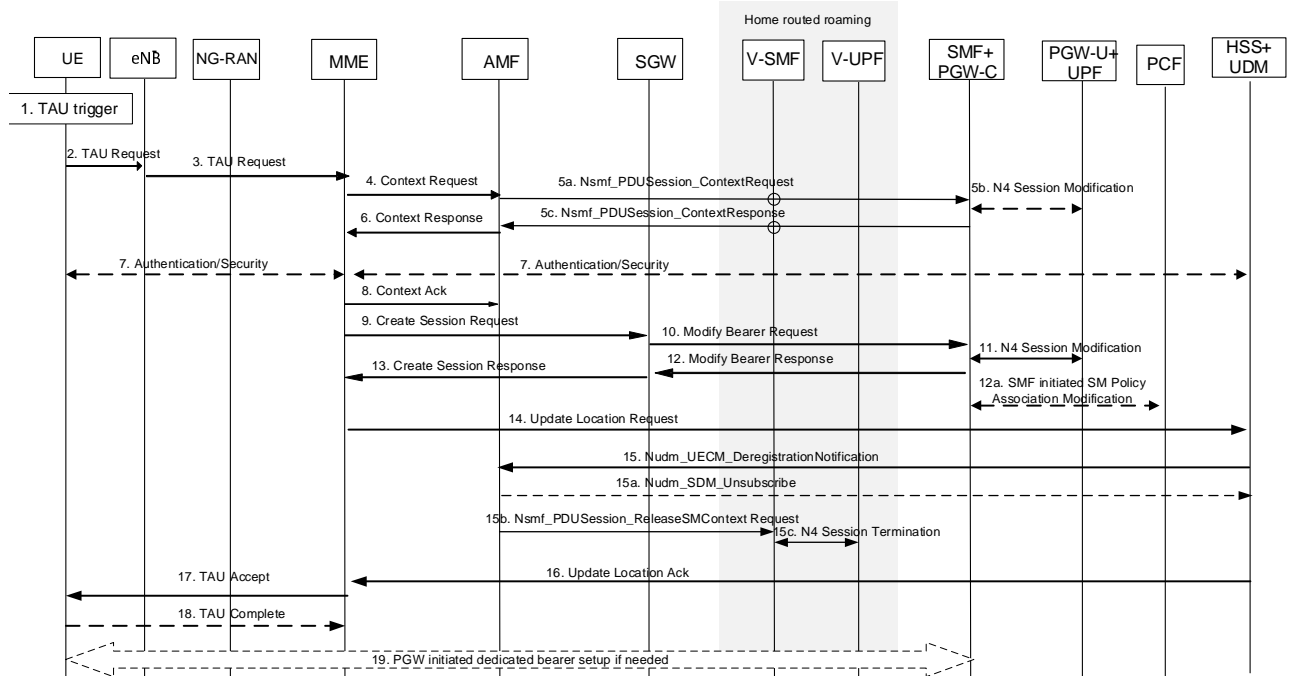 Home routed roaming
UE
eNB
NG-RAN
MME
AMF
SGW
V-SMF
V-UPF
SMF+
PGW-C
PGW-U+
UPF
PCF
HSS+
UDM
1. TAU trigger
2. TAU Request
3. TAU Request
4. Context Request
5a. Nsmf_PDUSession_ContextRequest
5b. N4 Session Modification
5c. Nsmf_PDUSession_ContextResponse
6. Context Response
7. Authentication/Security
7. Authentication/Security
8. Context Ack
9. Create Session Request
10. Modify Bearer Request
11. N4 Session Modification
12. Modify Bearer Response
13. Create Session Response
12a. SMF initiated SM Policy
Association Modification
14. Update Location Request
15. Nudm_UECM_DeregistrationNotification
15a. Nudm_SDM_Unsubscribe
15b. Nsmf_PDUSession_ReleaseSMContext Request
15c. N4 Session Termination
16. Update Location Ack
17. TAU Accept
18. TAU Complete
19. PGW initiated dedicated bearer setup if needed